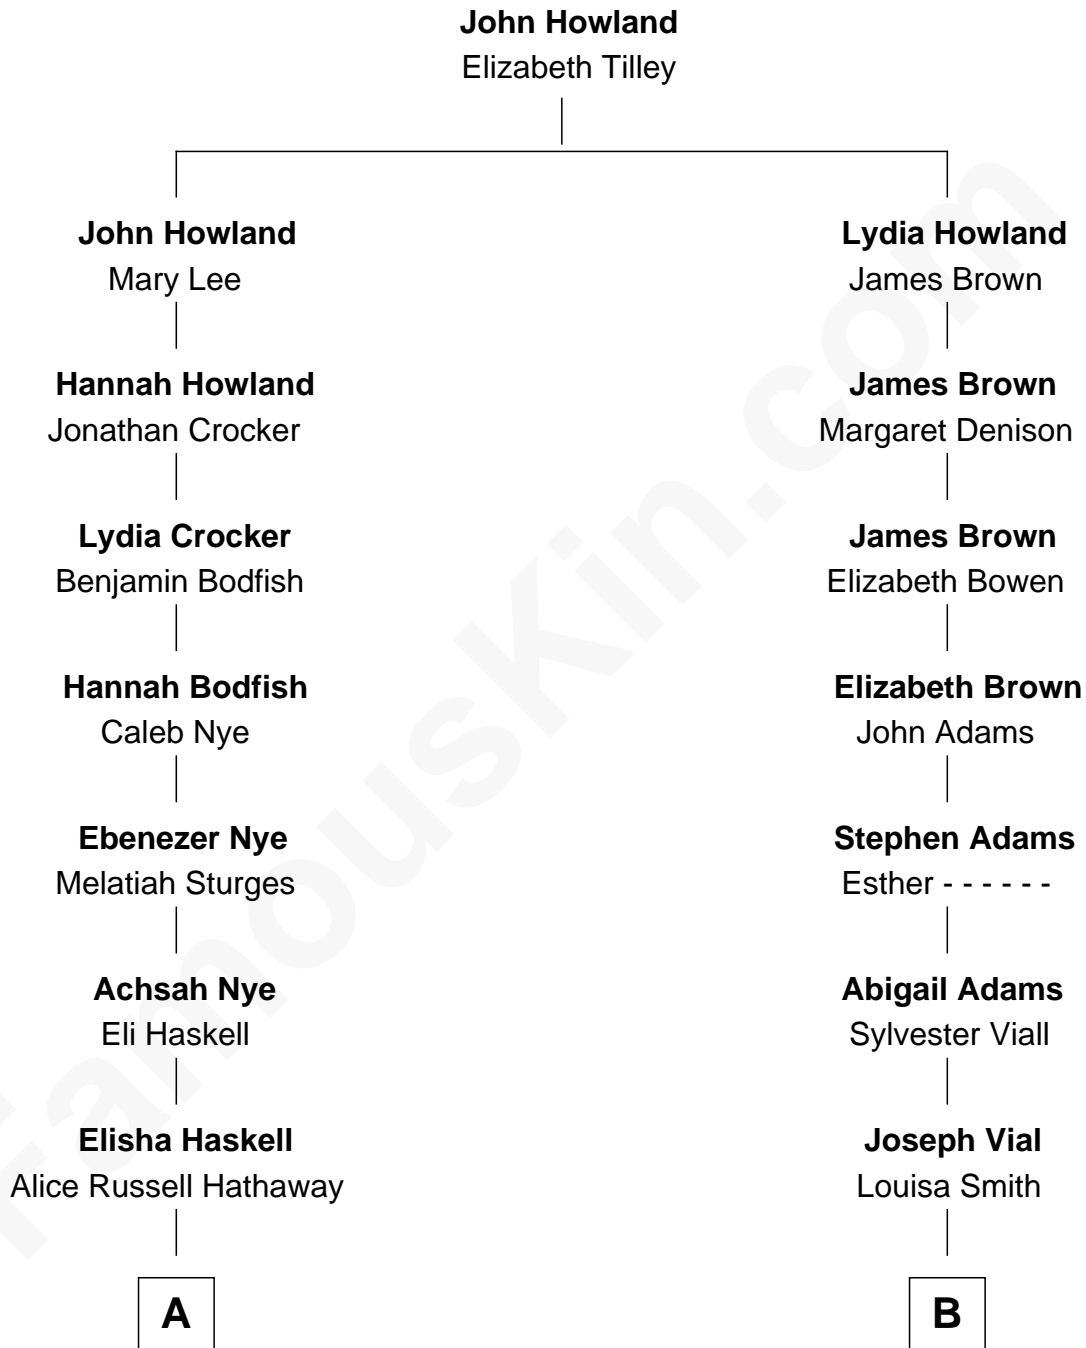 John Howland
Elizabeth Tilley
John Howland
Mary Lee
Lydia Howland
James Brown
Hannah Howland
Jonathan Crocker
James Brown
Margaret Denison
Lydia Crocker
Benjamin Bodfish
James Brown
Elizabeth Bowen
Hannah Bodfish
Caleb Nye
Elizabeth Brown
John Adams
Ebenezer Nye
Melatiah Sturges
Stephen Adams
Esther - - - - - -
Achsah Nye
Eli Haskell
Abigail Adams
Sylvester Viall
Elisha Haskell
Alice Russell Hathaway
Joseph Vial
Louisa Smith
A
B
FamousKin.com